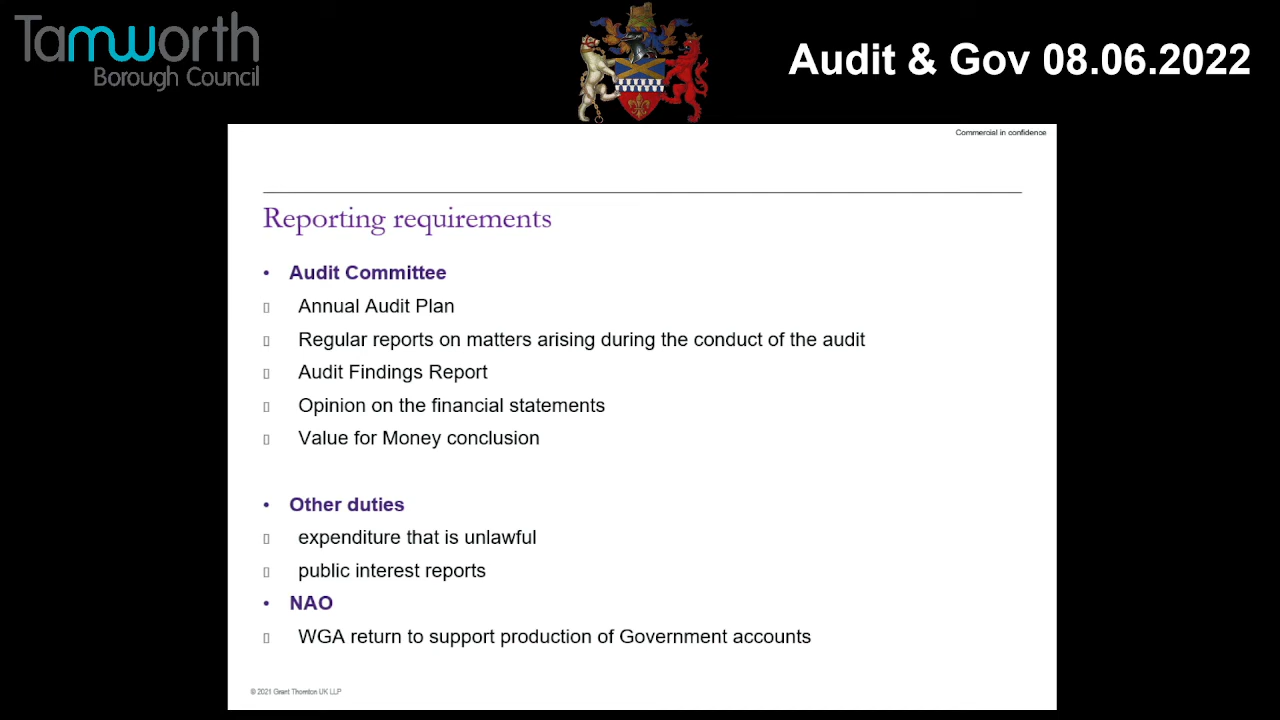 Tamworth
Borough Council
Audit & Gov 08.06.2022
Commercial in confidence
Reporting requirements
• Audit Committee
▯ Annual Audit Plan
▯ Regular reports on matters arising during the conduct of the audit
▯ Audit Findings Report
▯ Opinion on the financial statements
▯ Value for Money conclusion
• Other duties
▯ expenditure that is unlawful
▯ public interest reports
• NAO
▯ WGA return to support production of Government accounts
© 2021 Grant Thornton UK LLP